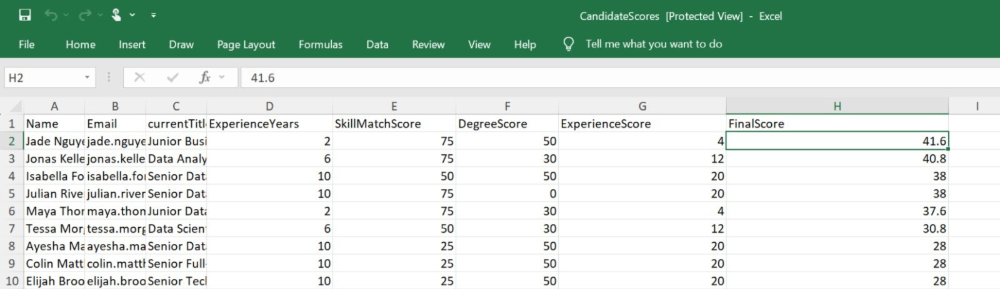 CandidateScores [Protected View] - Excel
File Home Insert Draw Page Layout Formulas Data Review View Help Tell me what you want to do
H2 fx 41.6
A B C D E F G H I
1 Name Email currentTitl ExperienceYears SkillMatchScore DegreeScore ExperienceScore FinalScore
2 Jade Nguye jade.nguye Junior Busi 2 75 50 4 41.6
3 Jonas Kelle jonas.kelle Data Analy 6 75 30 12 40.8
4 Isabella Fo isabella.for Senior Dat 10 50 50 20 38
5 Julian Rive julian.river Senior Dat 10 75 0 20 38
6 Maya Thor maya.thon Junior Data 2 75 30 4 37.6
7 Tessa Mor tessa.morg Data Scien 6 50 30 12 30.8
8 Ayesha Ma ayesha.ma Senior Dat 10 25 50 20 28
9 Colin Matt colin.matth Senior Full- 10 25 50 20 28
10 Elijah Broo elijah.broo Senior Tecl 10 25 50 20 28